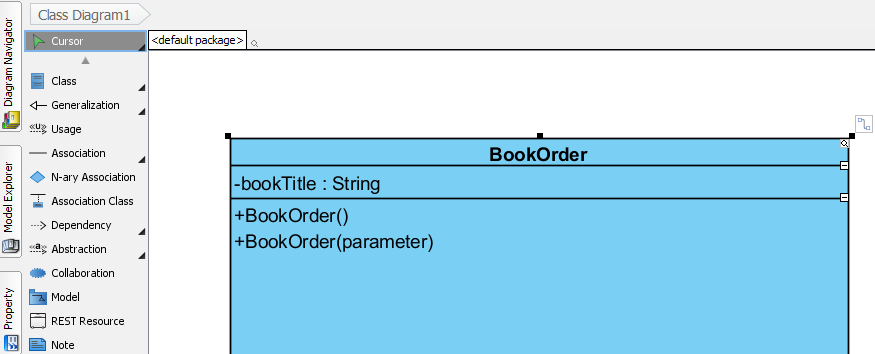 Class Diagram1
Diagram Navigator
Model Explorer
Property
Cursor
Class
Generalization
Usage
Association
N-ary Association
Association Class
Dependency
Abstraction
Collaboration
Model
REST Resource
Note
<default package>
BookOrder
-bookTitle : String
+BookOrder()
+BookOrder(parameter)